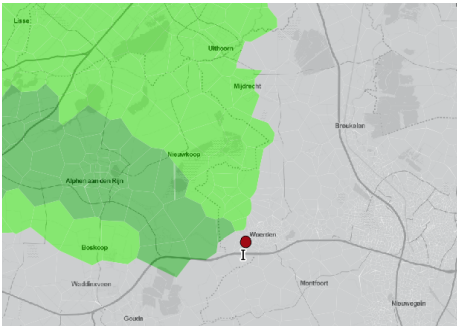 Lisse
Uithoorn
Mijdrecht
Breukelen
Nieuwkoop
Alphen aan den Rijn
Woerden
Boskoop
Waddinxveen
Montfoort
Nieuwegein
Gouda